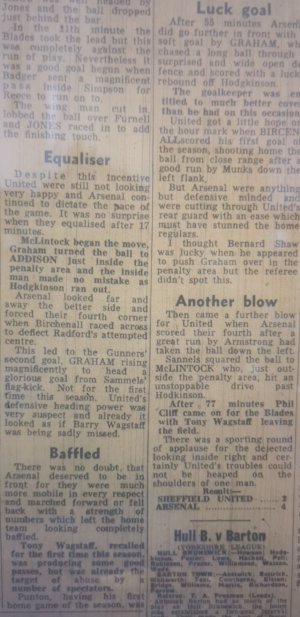 was well headed by
Jones and the ball dropped
just behind the bar.
In the 11th minute the
Blades took the lead but this
was completely against the
run of play. Nevertheless it
was a good goal begun when
Badger sent a magnificent
pass inside Simpson for
Reece to run on to.
The wing man cut in,
lobbed the ball over Furnell
and JONES raced in to add
the finishing touch.
Equaliser
Despite this incentive
United were still not looking
very happy and Arsenal con-
tinued to dictate the pace of
the game. It was no surprise
when they equalised after 17
minutes.
McLintock began the move,
Graham turned the ball to
ADDISON just inside the
penalty area and the inside
man made no mistake as
Hodgkinson ran out.
Arsenal looked far and
away the better side and
forced their fourth corner
when Birchenall raced across
to deflect Radford's attempted
centre.
This led to the Gunners'
second goal, GRAHAM rising
magnificently to head a
glorious goal from Sammels'
flag-kick. Not for the first
time this season, United's
defensive heading power was
very suspect and already it
looked as if Barry Wagstaff
was being sadly missed.
Baffled
There was no doubt that
Arsenal deserved to be in
front for they were much
more mobile in every respect
and marched forward or fell
back with a strength of
numbers which left the home
team looking completely
baffled.
Tony Wagstaff, recalled
for the first time this season,
was producing some good
passes, but was already the
target of abuse by a
number of spectators.
Punton, having his first
home game of the season, was
Luck goal
After 55 minutes Arsen
did go further in front with
soft goal by GRAHAM, w
chased a long ball through
surprised and wide open d
fence and scored with a luck
rebound off Hodgkinson.
The goalkeeper was en
titled to much better cove
than he had on this occasion
United got a little hope o
the hour mark when BIRCEN
ALL scored his first goal o
the season, shooting home th
ball from close range after a
good run by Munks down the
left flank.
But Arsenal were anything
but defensive minded and
were cutting through United's
rear guard with an ease which
must have stunned the home
regulars.
I thought Bernard Shaw
was lucky when he appeared
to push Graham over in the
penalty area but the referee
didn't spot this.
Another blow
Then came a further blow
for United when Arsenal
scored their fourth after a
great run by Armstrong had
taken the ball down the left.
Samels squared the ball to
McLINTOCK who, just out-
side the penalty area, hit an
unstoppable drive past
Hodkinson.
After 77 minutes Phil
Cliff came on for the Blades
with Tony Wagstaff leaving
the field.
There was a sporting round
of applause for the dejected
looking inside right and cer-
tainly United's troubles could
not be heaped on the
shoulders of one man.
Results—
SHEFFIELD UNITED 2
ARSENAL 4
Hull B. v Barton
(YORKSHIRE LEAGUE)
HULL BRUNSWICK